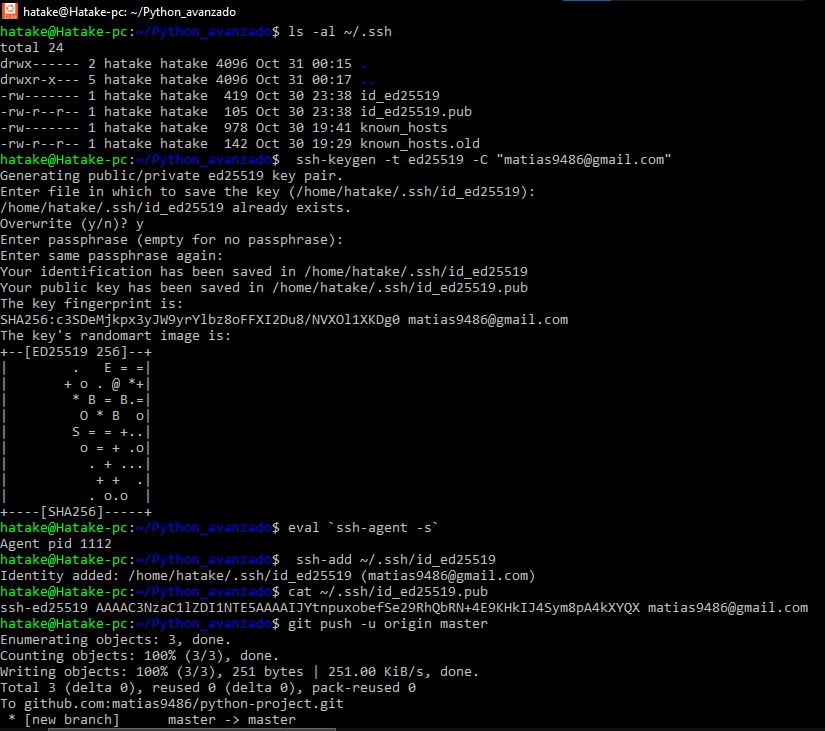 hatake@Hatake-pc: ~/Python_avanzado
hatake@Hatake-pc:~/Python_avanzado$ ls -al ~/.ssh
total 24
drwx------ 2 hatake hatake 4096 Oct 31 00:15 .
drwxr-x--- 5 hatake hatake 4096 Oct 31 00:17 ..
-rw------- 1 hatake hatake  419 Oct 30 23:38 id_ed25519
-rw-r--r-- 1 hatake hatake  105 Oct 30 23:38 id_ed25519.pub
-rw------- 1 hatake hatake  978 Oct 30 19:41 known_hosts
-rw-r--r-- 1 hatake hatake  142 Oct 30 19:29 known_hosts.old
hatake@Hatake-pc:~/Python_avanzado$  ssh-keygen -t ed25519 -C "matias9486@gmail.com"
Generating public/private ed25519 key pair.
Enter file in which to save the key (/home/hatake/.ssh/id_ed25519):
/home/hatake/.ssh/id_ed25519 already exists.
Overwrite (y/n)? y
Enter passphrase (empty for no passphrase):
Enter same passphrase again:
Your identification has been saved in /home/hatake/.ssh/id_ed25519
Your public key has been saved in /home/hatake/.ssh/id_ed25519.pub
The key fingerprint is:
SHA256:c3SDeMjkpx3yJW9yrYlbz8oFFXI2Du8/NVXOl1XKDg0 matias9486@gmail.com
The key's randomart image is:
+--[ED25519 256]--+
|        .   E = =|
|       + o . @ *+|
|        * B = B.=|
|         O * B  o|
|        S = = +..|
|         o = + .o|
|          . + ...|
|           + +  .|
|          . o.o  |
+----[SHA256]-----+
hatake@Hatake-pc:~/Python_avanzado$ eval `ssh-agent -s`
Agent pid 1112
hatake@Hatake-pc:~/Python_avanzado$  ssh-add ~/.ssh/id_ed25519
Identity added: /home/hatake/.ssh/id_ed25519 (matias9486@gmail.com)
hatake@Hatake-pc:~/Python_avanzado$ cat ~/.ssh/id_ed25519.pub
ssh-ed25519 AAAAC3NzaC1lZDI1NTE5AAAAIJYtnpuxobefSe29RhQbRN+4E9KHkIJ4Sym8pA4kXYQX matias9486@gmail.com
hatake@Hatake-pc:~/Python_avanzado$ git push -u origin master
Enumerating objects: 3, done.
Counting objects: 100% (3/3), done.
Writing objects: 100% (3/3), 251 bytes | 251.00 KiB/s, done.
Total 3 (delta 0), reused 0 (delta 0), pack-reused 0
To github.com:matias9486/python-project.git
 * [new branch]      master -> master